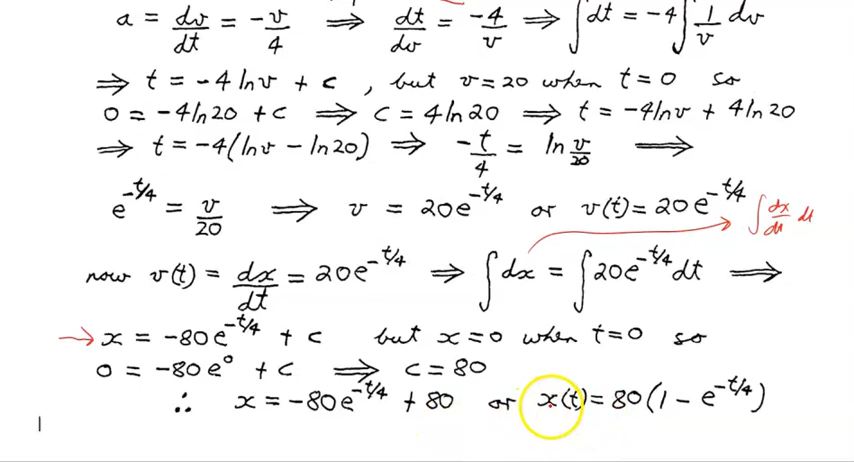 a = dv/dt = -v/4 ⟹ dt/dv = -4/v ⟹ ∫dt = -4∫ 1/v dv
⟹ t = -4 ln v + c , but v = 20 when t = 0 so
0 = -4 ln 20 + c ⟹ c = 4 ln 20 ⟹ t = -4 ln v + 4 ln 20
⟹ t = -4(ln v - ln 20) ⟹ -t/4 = ln v/20 ⟹
e^{-t/4} = v/20 ⟹ v = 20e^{-t/4} or v(t) = 20e^{-t/4}
∫ dx/dt dt
now v(t) = dx/dt = 20e^{-t/4} ⟹ ∫dx = ∫20e^{-t/4} dt ⟹
→ x = -80e^{-t/4} + c but x = 0 when t = 0 so
0 = -80e^0 + c ⟹ c = 80
∴ x = -80e^{-t/4} + 80 or x(t) = 80(1 - e^{-t/4})